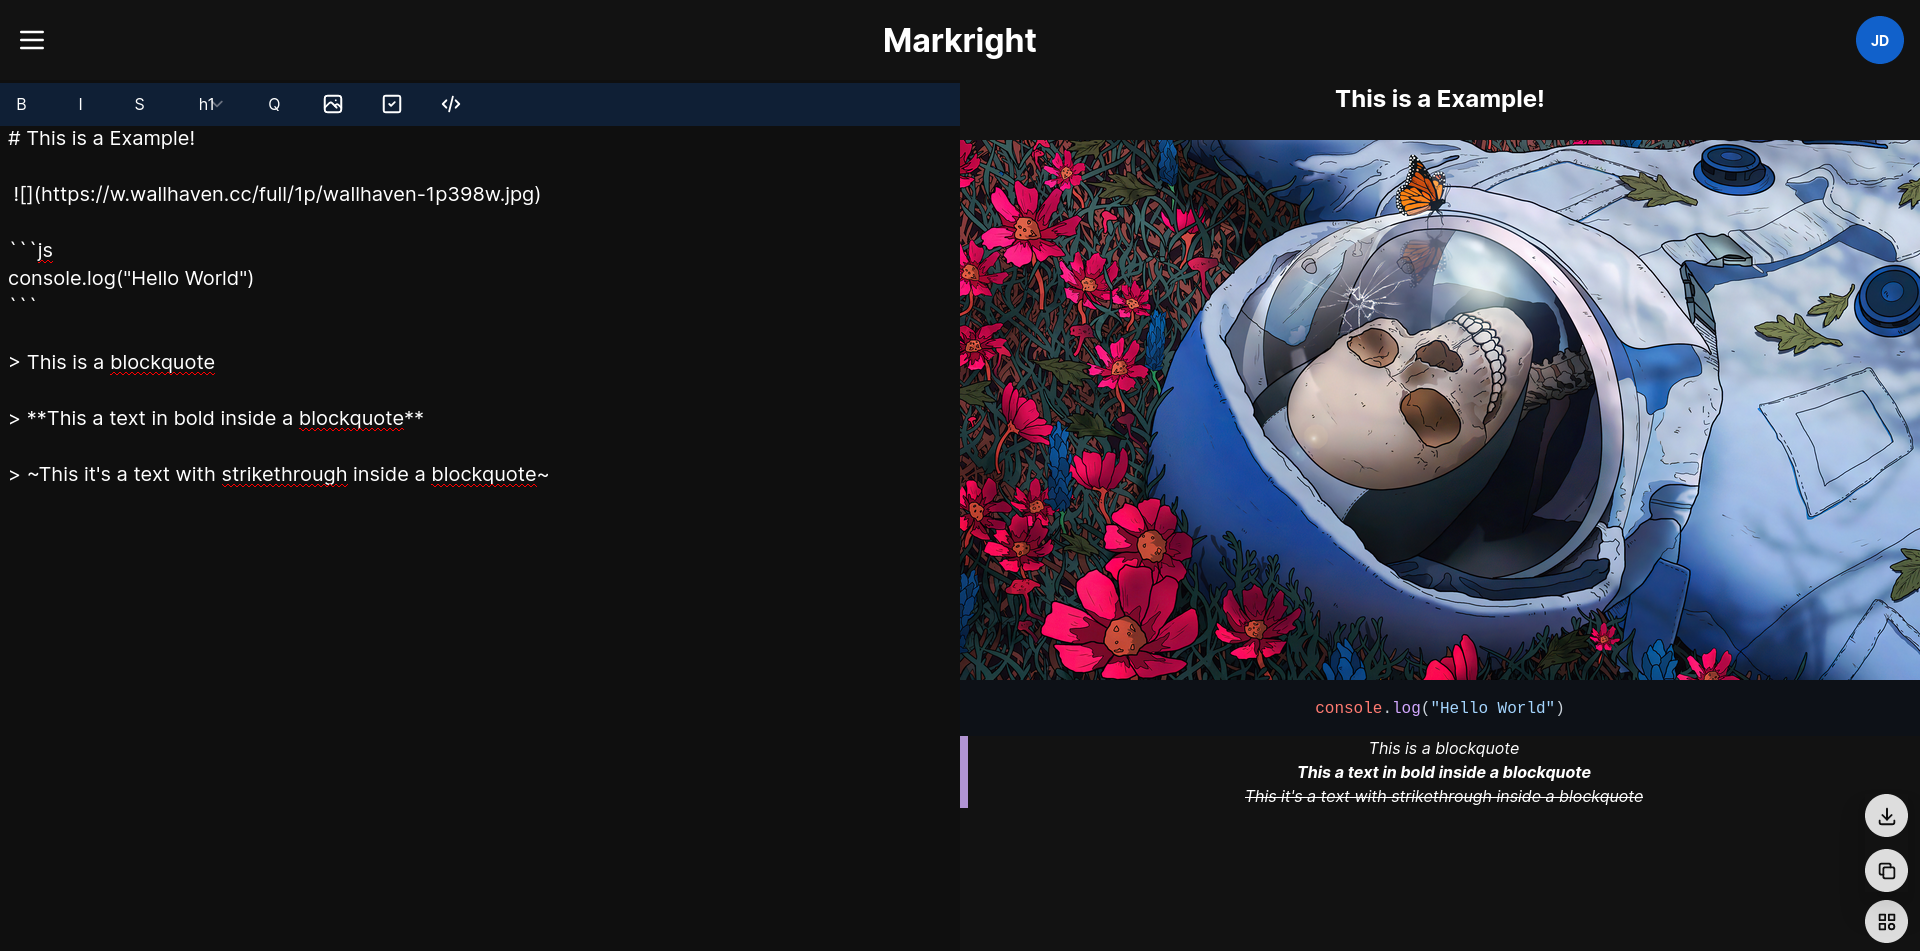 Markright
JD
B I S h1 Q
# This is a Example!
![](https://w.wallhaven.cc/full/1p/wallhaven-1p398w.jpg)
```js
console.log("Hello World")
```
> This is a blockquote
> **This a text in bold inside a blockquote**
> ~This it's a text with strikethrough inside a blockquote~
This is a Example!
console.log("Hello World")
This is a blockquote
This a text in bold inside a blockquote
This it's a text with strikethrough inside a blockquote